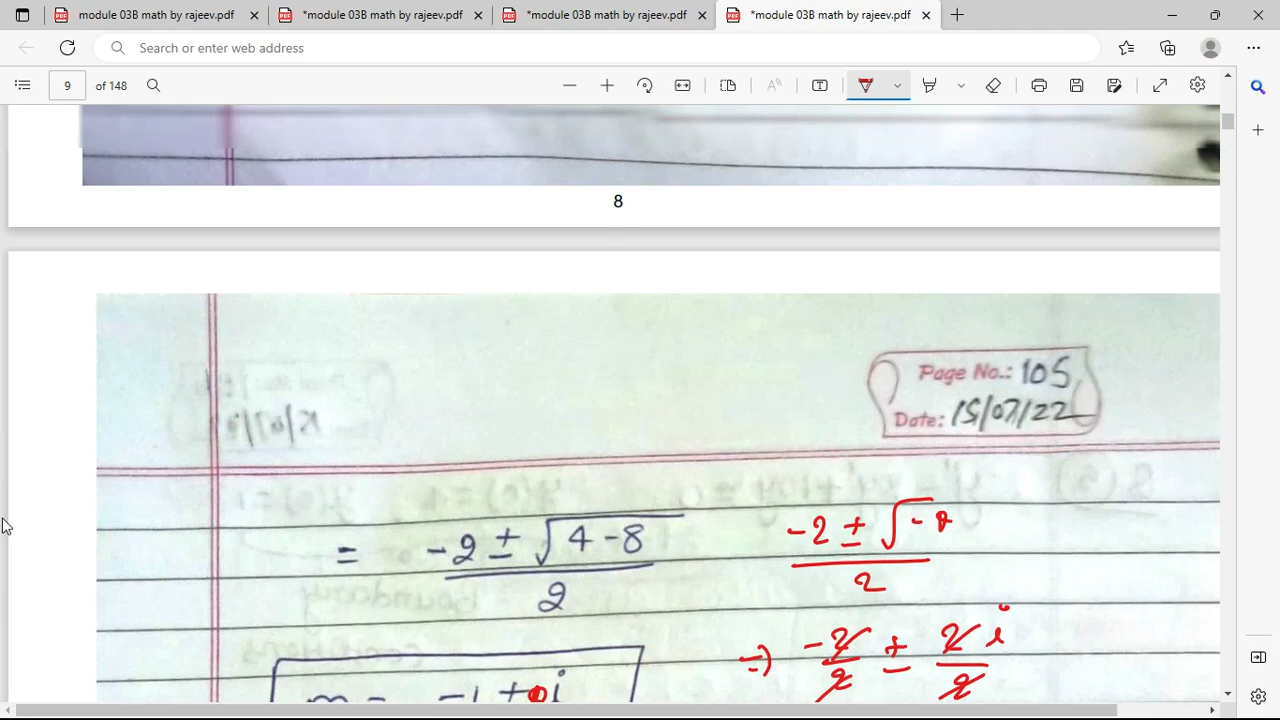 module 03B math by rajeev.pdf *module 03B math by rajeev.pdf *module 03B math by rajeev.pdf *module 03B math by rajeev.pdf
Search or enter web address
9 of 148
8
Page No.: 105
Date: 15/07/22
= -2 ± √4-8 / 2
-2 ± √- / 2
⇒ -2/2 ± 2i/2
m = -1 ± i